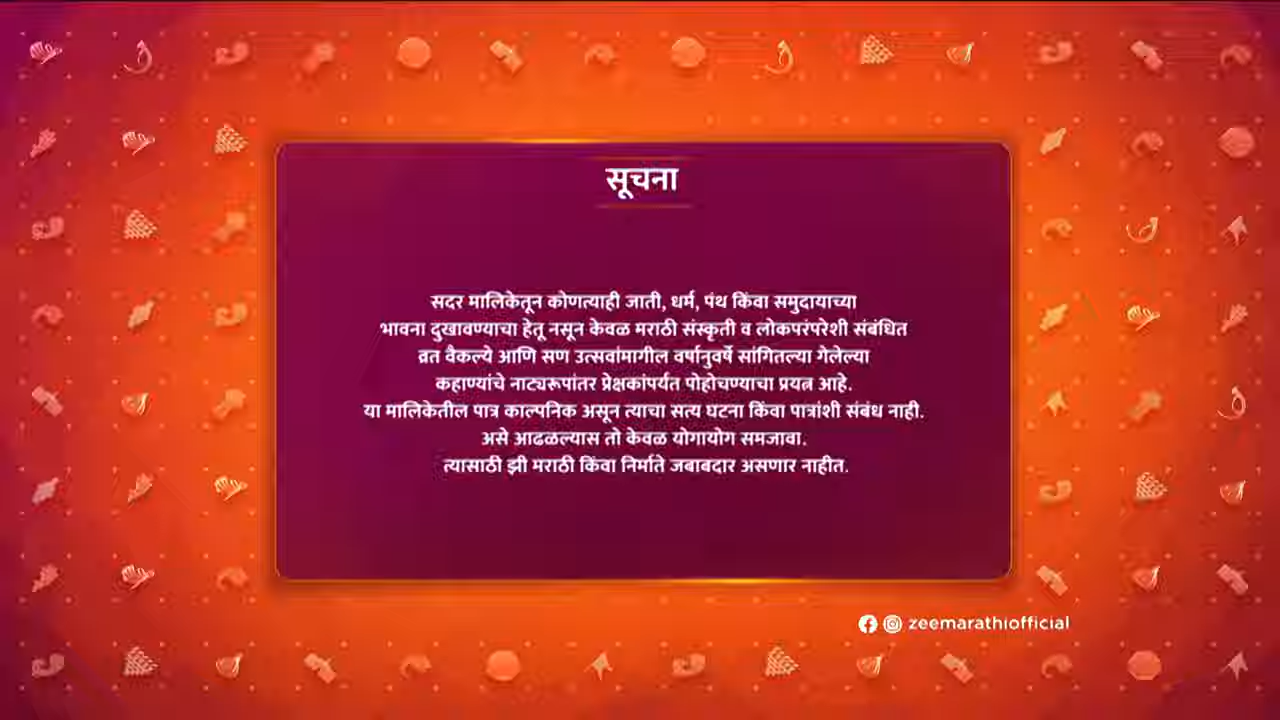 सूचना
सदर मालिकेतून कोणत्याही जाती, धर्म, पंथ किंवा समुदायाच्या
भावना दुखावण्याचा हेतू नसून केवळ मराठी संस्कृती व लोकपरंपरेशी संबंधित
व्रत वैकल्ये आणि सण उत्सवांमागील वर्षानुवर्षे सांगितल्या गेलेल्या
कहाण्यांचे नाट्यरूपांतर प्रेक्षकांपर्यंत पोहोचण्याचा प्रयत्न आहे.
या मालिकेतील पात्र काल्पनिक असून त्याचा सत्य घटना किंवा पात्रांशी संबंध नाही.
असे आढळल्यास तो केवळ योगायोग समजावा.
त्यासाठी झी मराठी किंवा निर्माते जबाबदार असणार नाहीत.
zeemarathiofficial